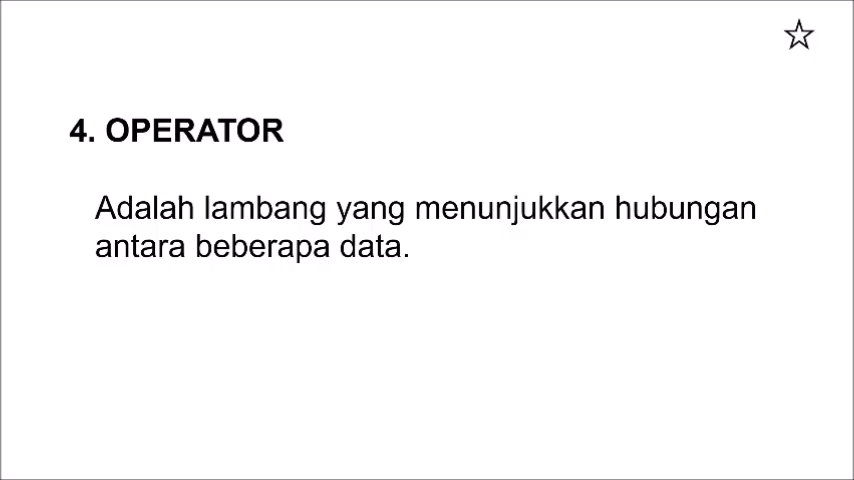 4. OPERATOR
Adalah lambang yang menunjukkan hubungan
antara beberapa data.